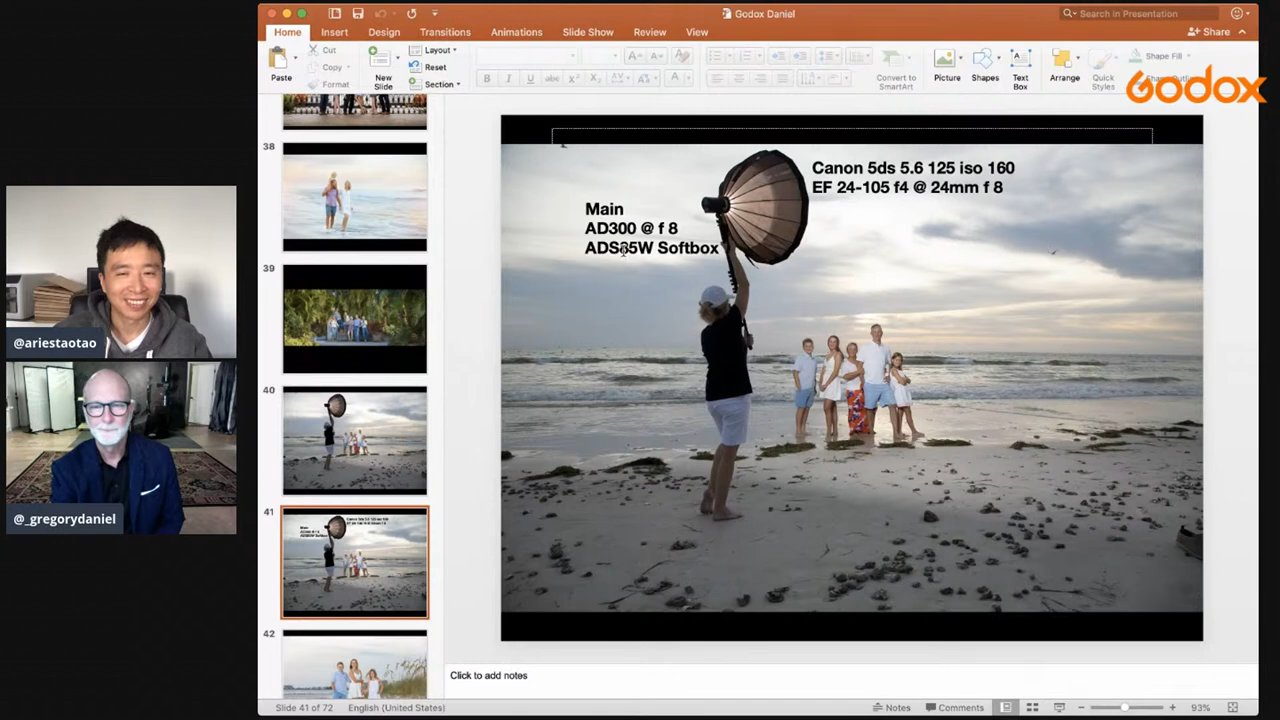 Godox Daniel
Search in Presentation
Home
Insert
Design
Transitions
Animations
Slide Show
Review
View
Share
Paste
Cut
Copy
Format
New
Slide
Layout
Reset
Section
Convert to
SmartArt
Picture
Shapes
Text
Box
Arrange
Quick
Styles
Shape Fill
Godox
38
39
40
41
42
Canon 5ds 5.6 125 iso 160
EF 24-105 f4 @ 24mm f 8
Main
AD300 @ f 8
ADS85W Softbox
@ariestaotao
@_gregorydaniel
Click to add notes
Slide 41 of 72
English (United States)
Notes
Comments
93%